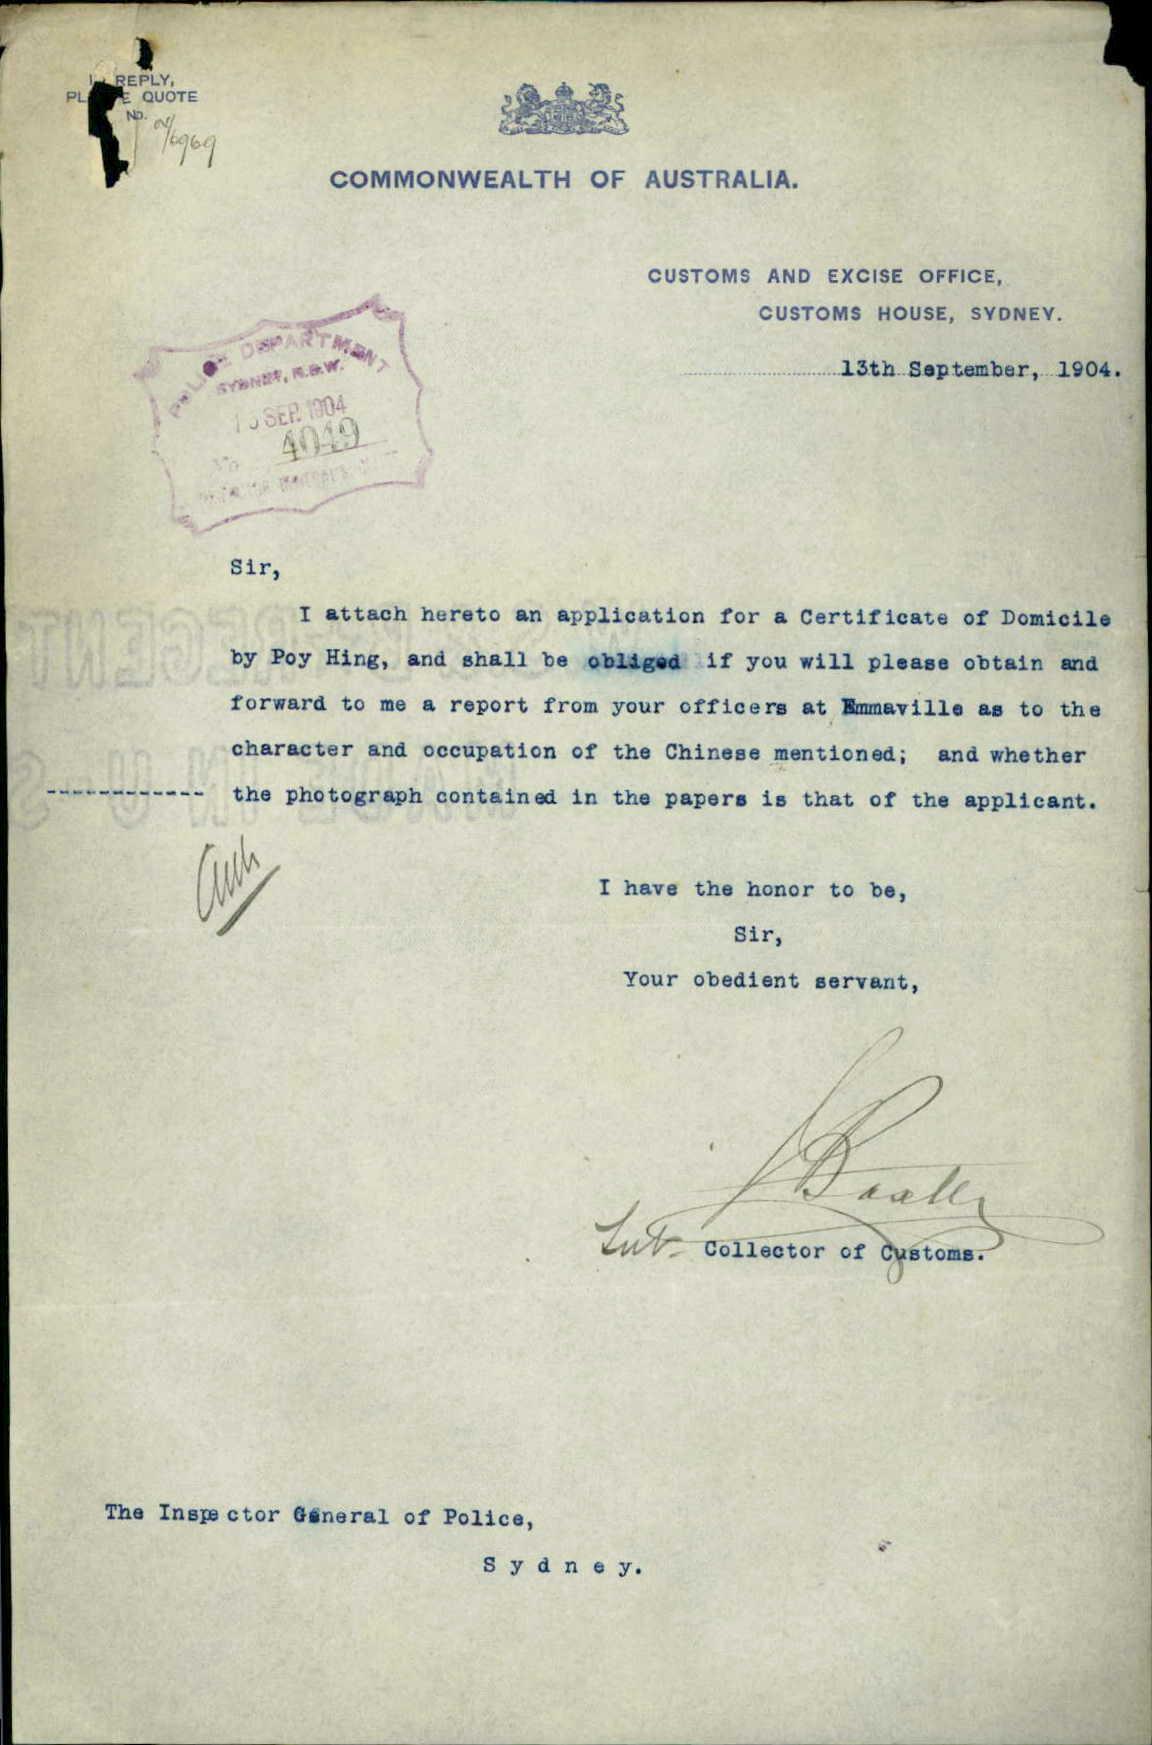 REPLY,
QUOTE
No.
6969
COMMONWEALTH OF AUSTRALIA.
CUSTOMS AND EXCISE OFFICE,
CUSTOMS HOUSE, SYDNEY.
13th September, 1904.
POLICE DEPARTMENT
SYDNEY, N.S.W.
SEP. 1904
4049
Sir,
I attach hereto an application for a Certificate of Domicile
by Poy Hing, and shall be obliged if you will please obtain and
forward to me a report from your officers at Emmaville as to the
character and occupation of the Chinese mentioned; and whether
------------- the photograph contained in the papers is that of the applicant.
I have the honor to be,
Sir,
Your obedient servant,
Collector of Customs.
The Inspector General of Police,
Sydney.